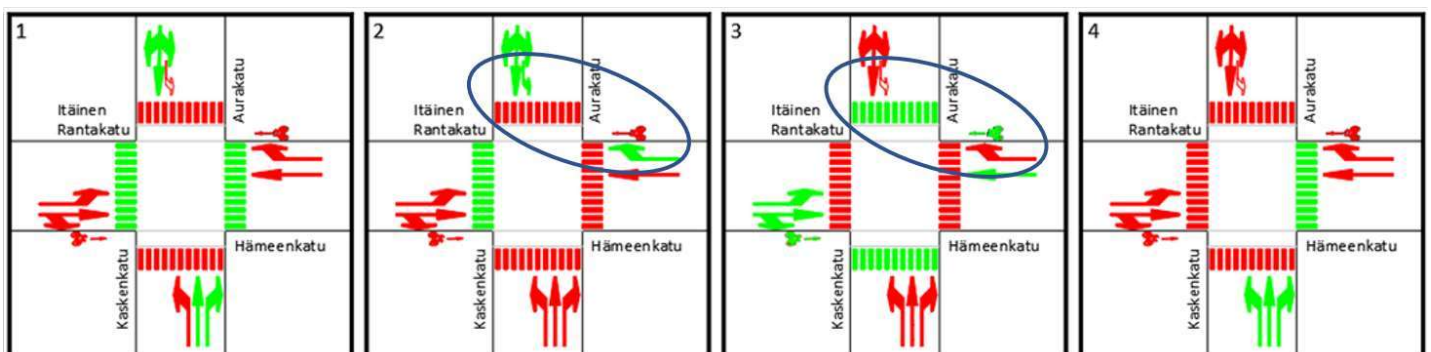 1
Aurakatu
Itäinen
Rantakatu
Hämeenkatu
Kaskenkatu
2
Aurakatu
Itäinen
Rantakatu
Hämeenkatu
Kaskenkatu
3
Aurakatu
Itäinen
Rantakatu
Hämeenkatu
Kaskenkatu
4
Aurakatu
Itäinen
Rantakatu
Hämeenkatu
Kaskenkatu